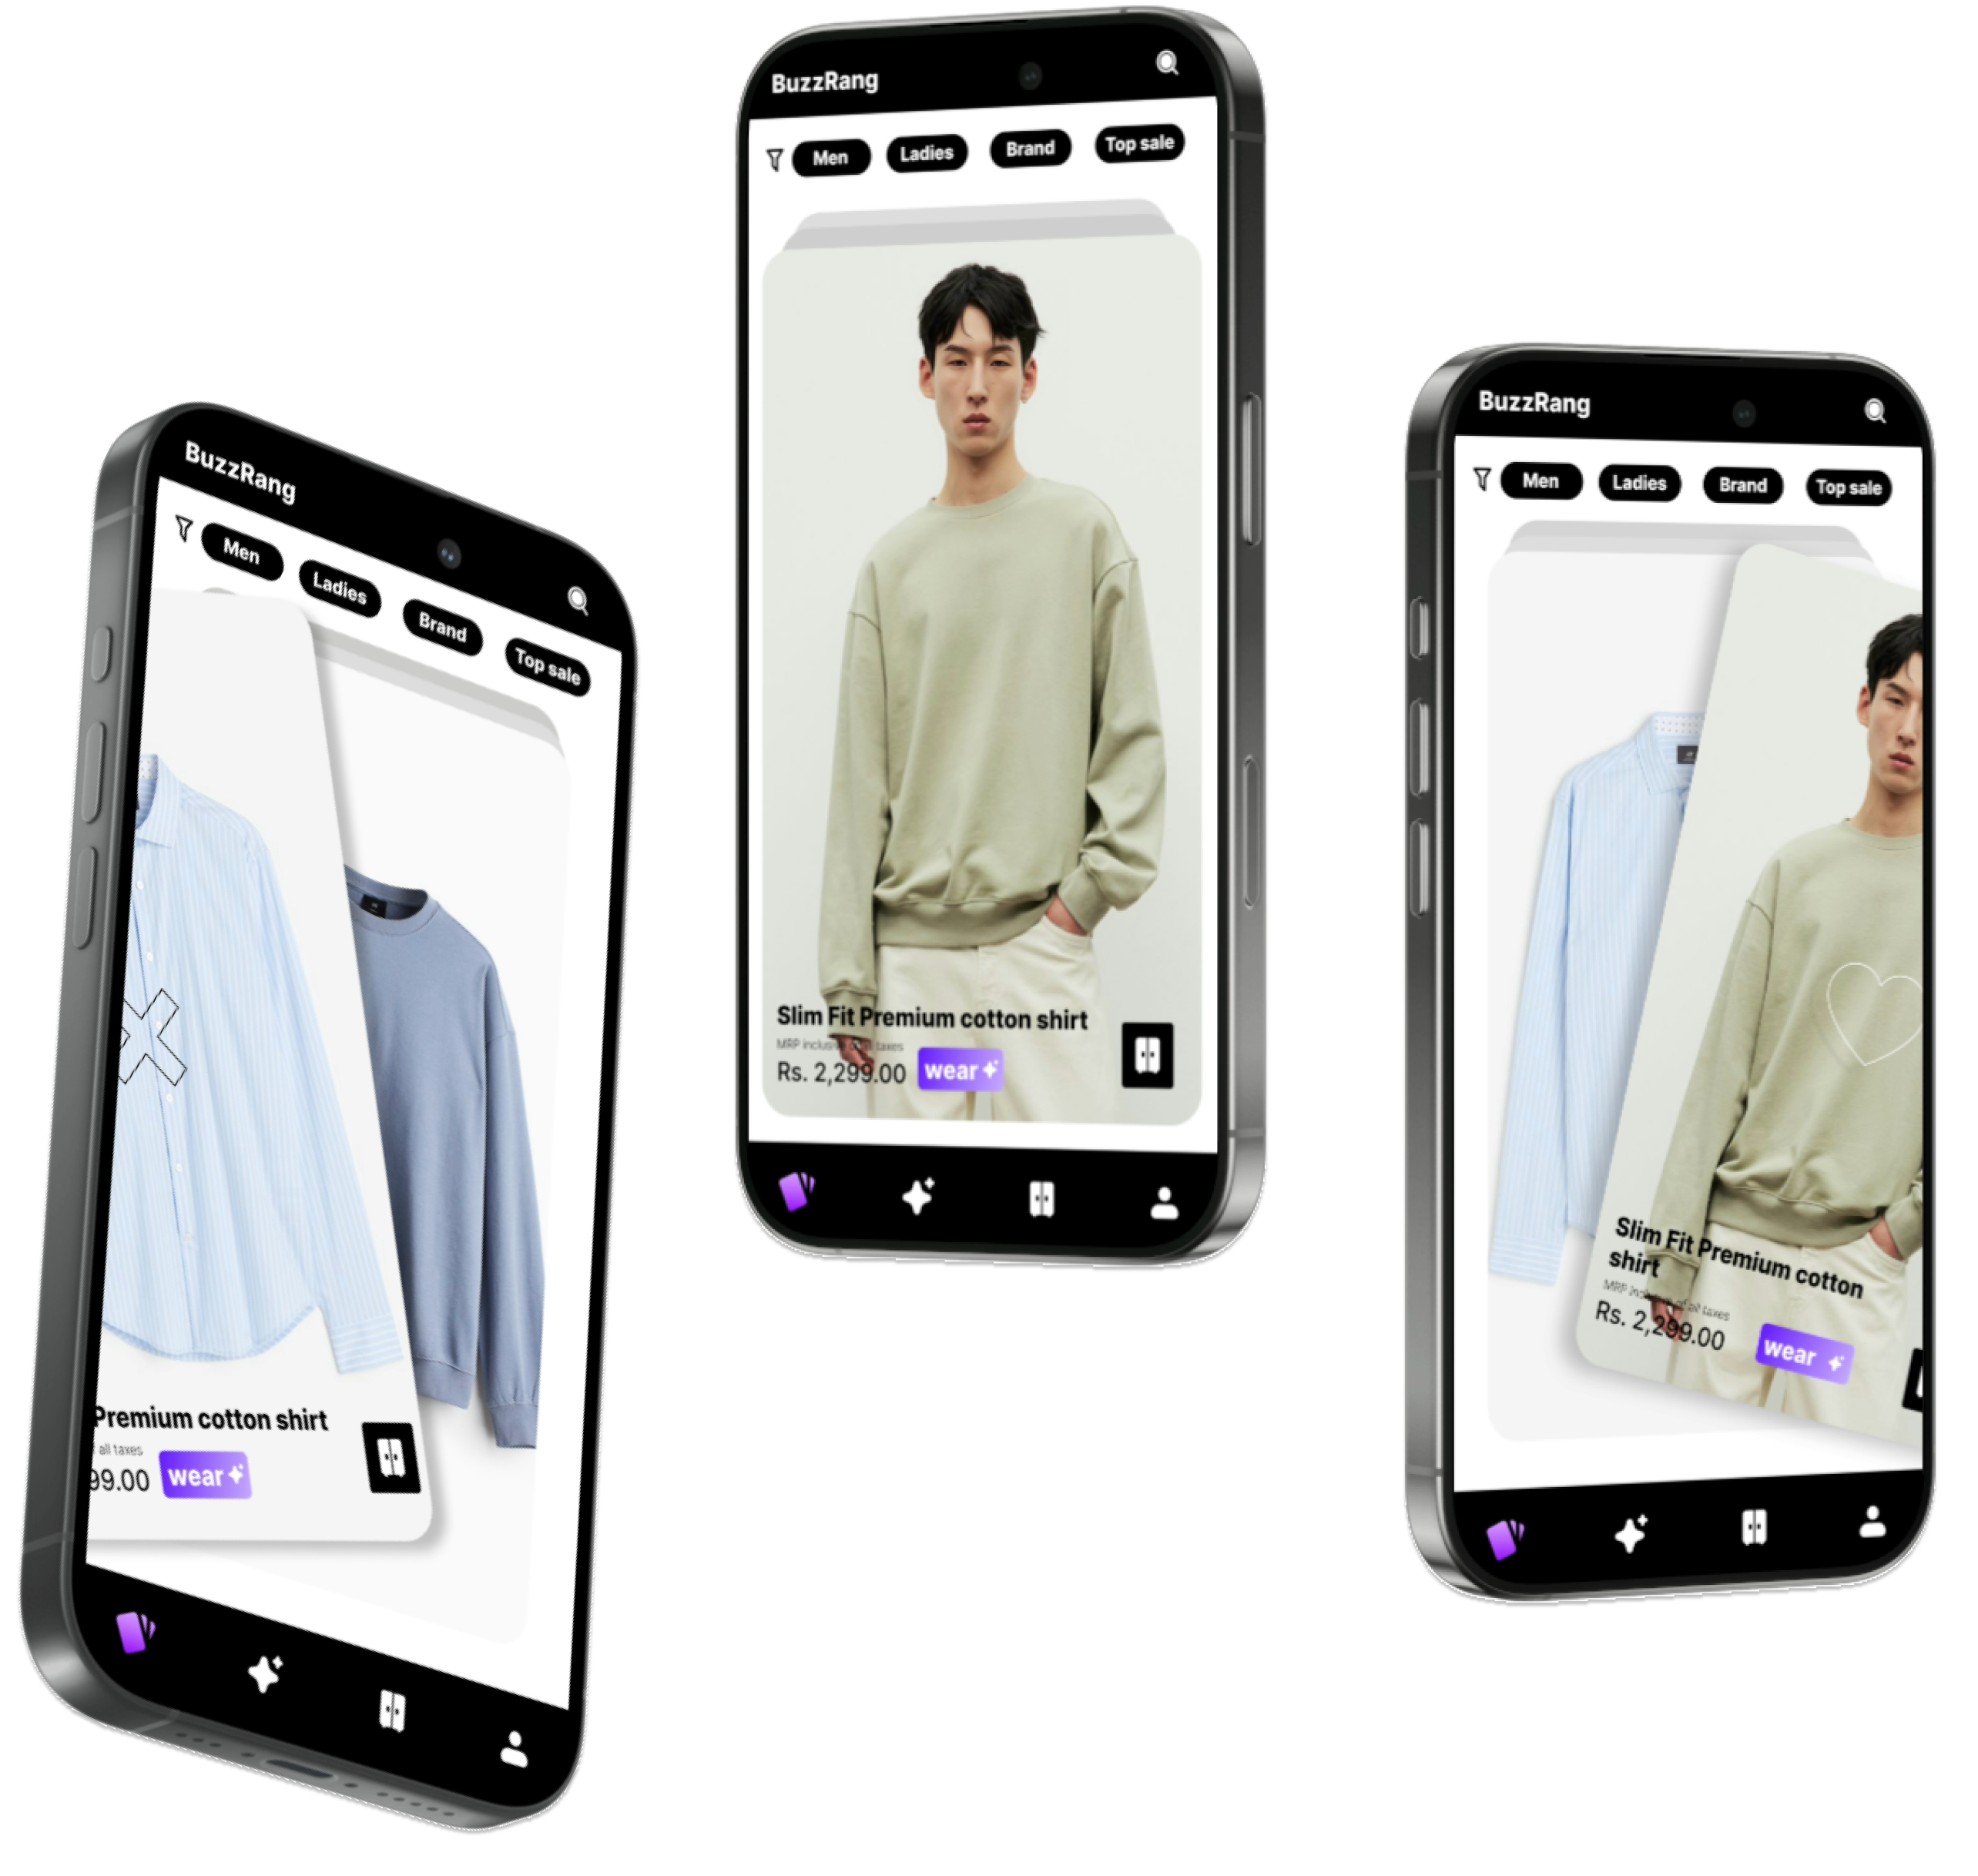 BuzzRang
Men
Ladies
Brand
Top sale
Premium cotton shirt
all taxes
99.00
wear
BuzzRang
Men
Ladies
Brand
Top sale
Slim Fit Premium cotton shirt
MRP inclusive of all taxes
Rs. 2,299.00
wear
BuzzRang
Men
Ladies
Brand
Top sale
Slim Fit Premium cotton
shirt
MRP inclusive of all taxes
Rs. 2,299.00
wear